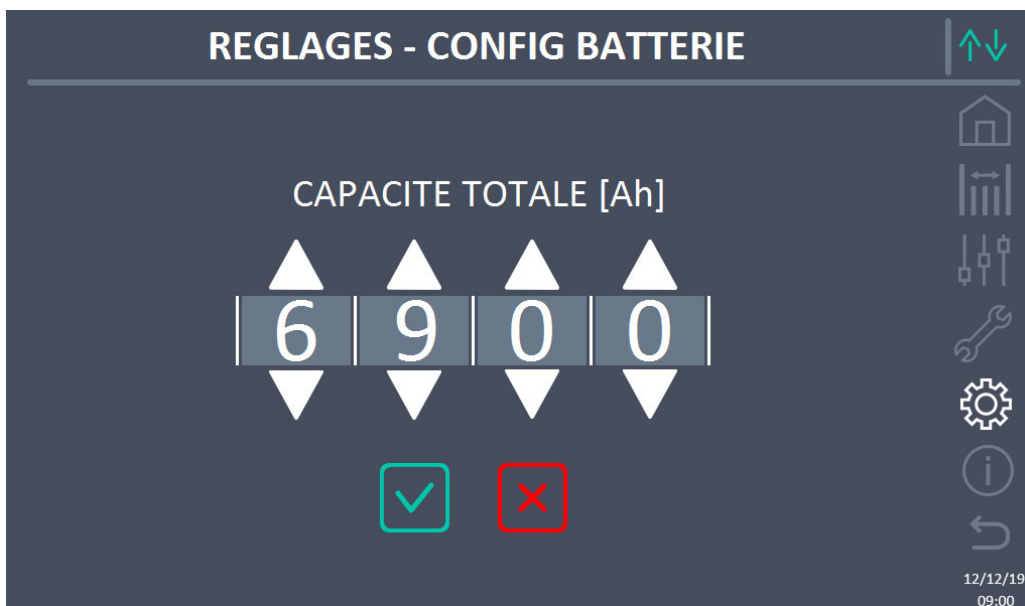 REGLAGES - CONFIG BATTERIE
CAPACITE TOTALE [Ah]
6 9 0 0
12/12/19
09:00